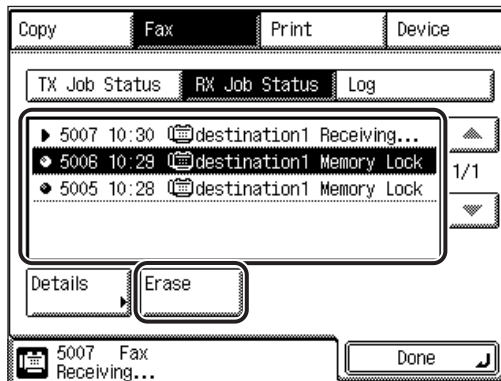 Copy Fax Print Device
TX Job Status RX Job Status Log
5007 10:30 destination1 Receiving...
5006 10:29 destination1 Memory Lock
1/1
5005 10:28 destination1 Memory Lock
Details Erase
5007 Fax
Receiving...
Done